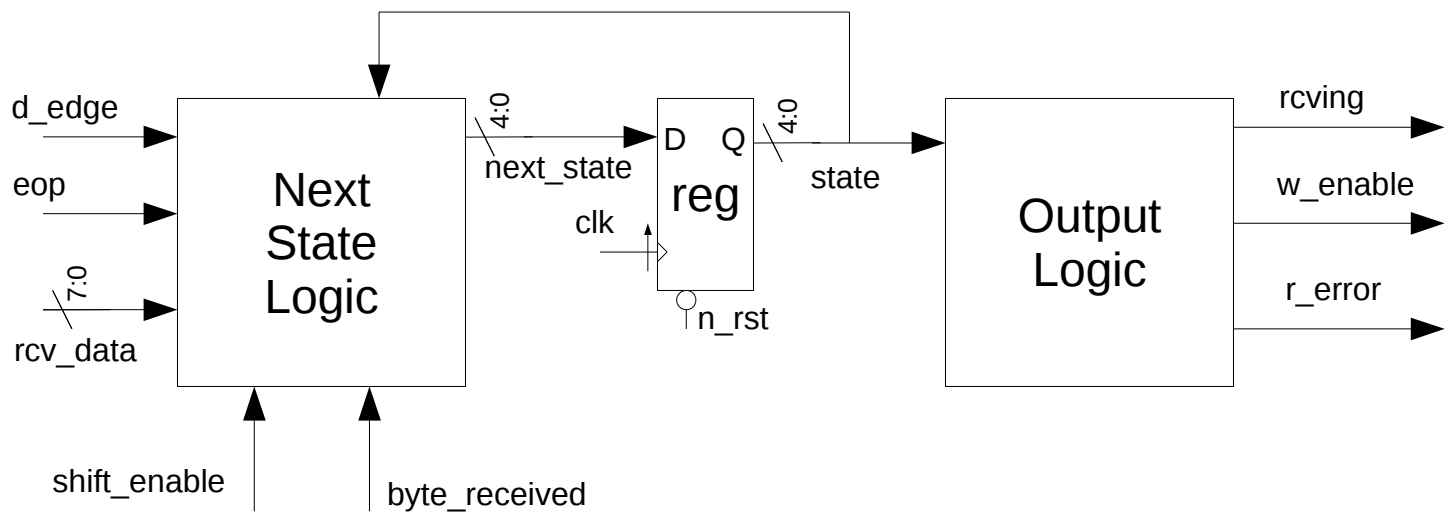 d_edge
eop
7:0
rcv_data
Next
State
Logic
shift_enable
byte_received
4:0
next_state
D Q
reg
clk
n_rst
4:0
state
Output
Logic
rcving
w_enable
r_error